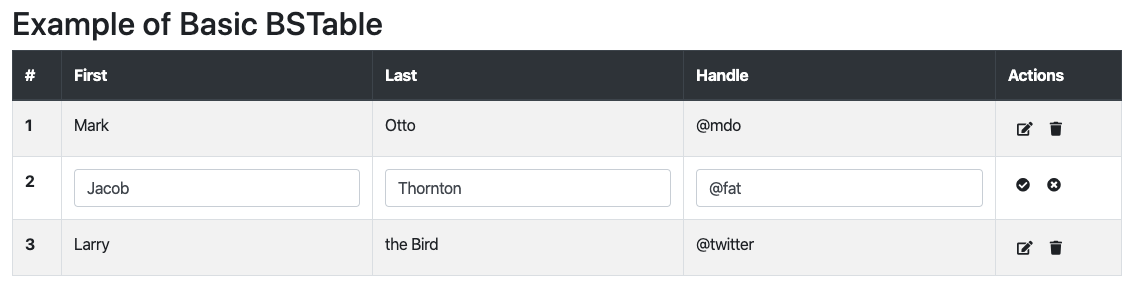 Example of Basic BSTable
# First Last Handle Actions
1 Mark Otto @mdo
2 Jacob Thornton @fat
3 Larry the Bird @twitter